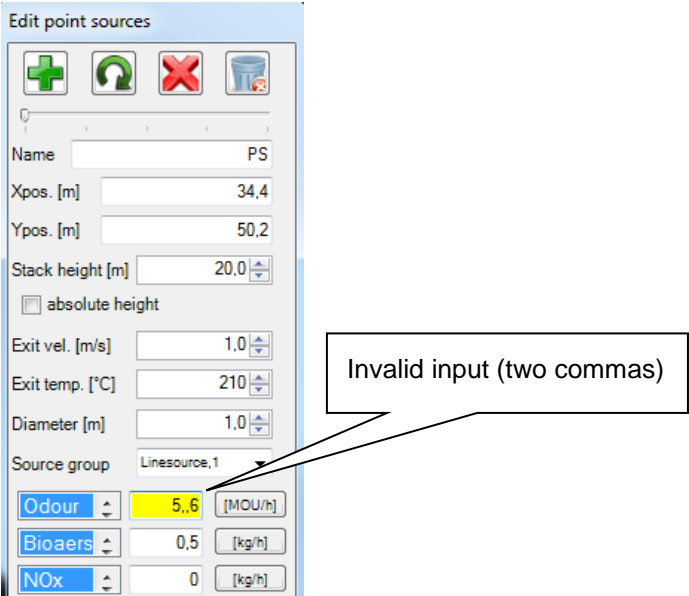 Edit point sources
Name PS
Xpos. [m] 34,4
Ypos. [m] 50,2
Stack height [m] 20,0
absolute height
Exit vel. [m/s] 1,0
Exit temp. [°C] 210
Diameter [m] 1,0
Source group Linesource,1
Odour 5,,6 [MOU/h]
Bioaers 0,5 [kg/h]
NOx 0 [kg/h]
Invalid input (two commas)